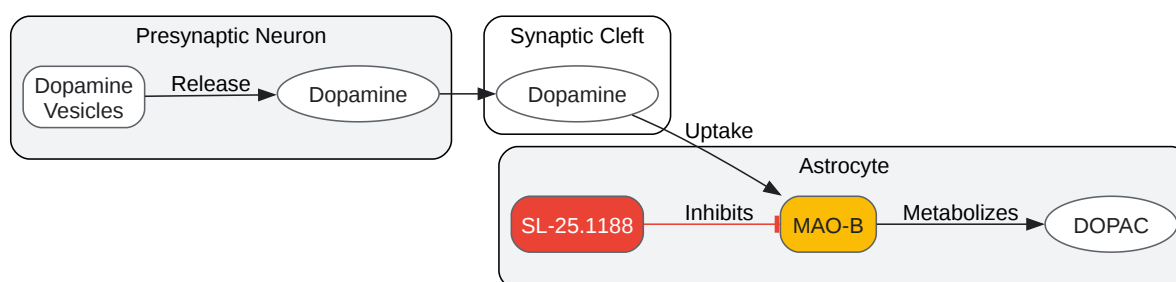 Presynaptic Neuron
Synaptic Cleft
Dopamine
Vesicles
Release
Dopamine
Dopamine
Uptake
Astrocyte
SL-25.1188
Inhibits
MAO-B
Metabolizes
DOPAC